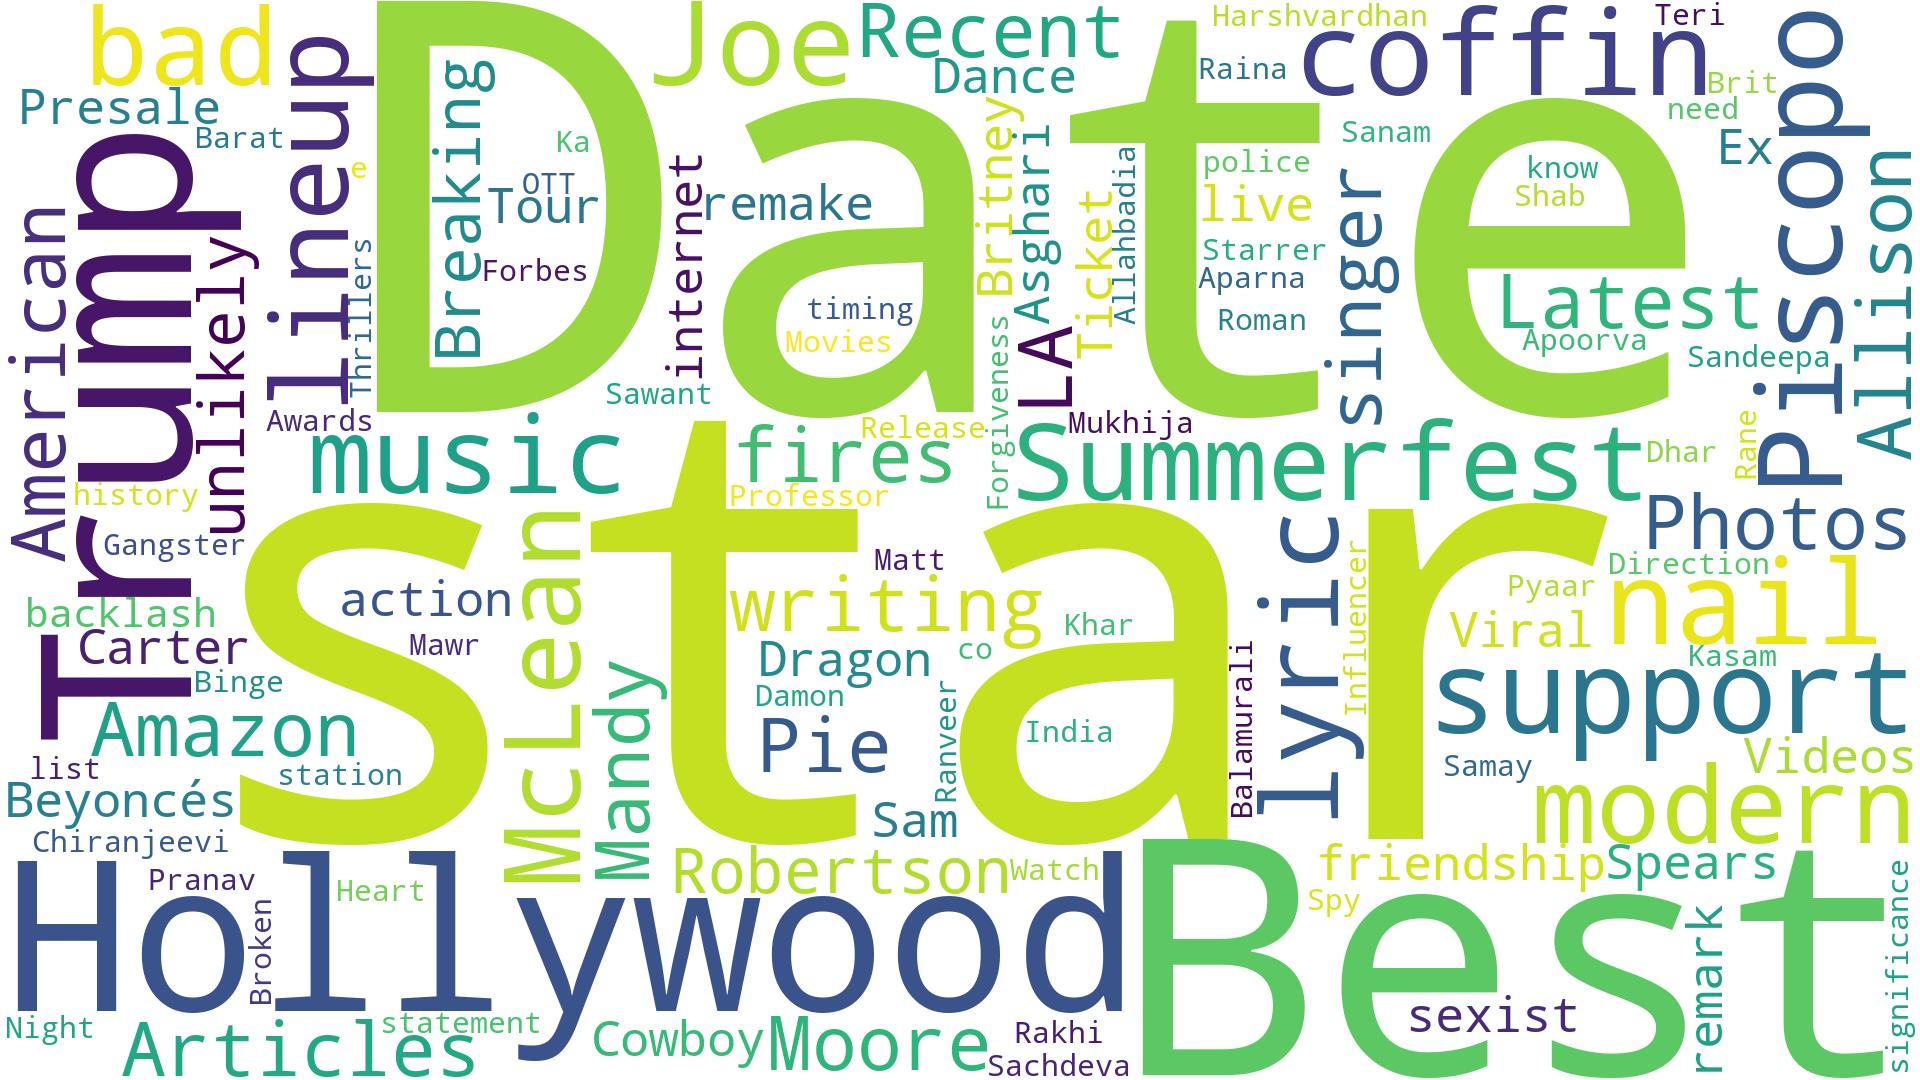 Date
star
Best
Hollywood
Trump
bad
Presale
Barat
lineup
American
unlikely
Thrillers
Awards
e
Breaking
Ka
OTT
Tour
Forbes
Joe
Recent
Dance
internet
remake
timing
Movies
Sawant
Britney
Asghari
Ticket
Allahbadia
LA
Forgiveness
Release
Mukhija
Harshvardhan
Teri
Raina
coffin
Brit
need
Sanam
police
live
Starrer
Aparna
Roman
singer
know
Shab
Latest
Apoorva
Sandeepa
Ex
Piscopo
Allison
music
fires
Summerfest
Dhar
Rane
Professor
history
Gangster
Photos
Direction
backlash
Carter
Binge
Amazon
list
station
Beyoncés
Chiranjeevi
action
Mawr
McLean
Mandy
Matt
writing
Khar
co
Dragon
Damon
Pie
Ranveer
India
Sam
Balamurali
lyric
Influencer
Pyaar
Viral
nail
Kasam
support
Samay
Videos
modern
Pranav
Heart
Broken
Night
Articles
statement
Robertson
Watch
Cowboy
Moore
Rakhi
Sachdeva
friendship
Spears
Spy
sexist
remark
significance